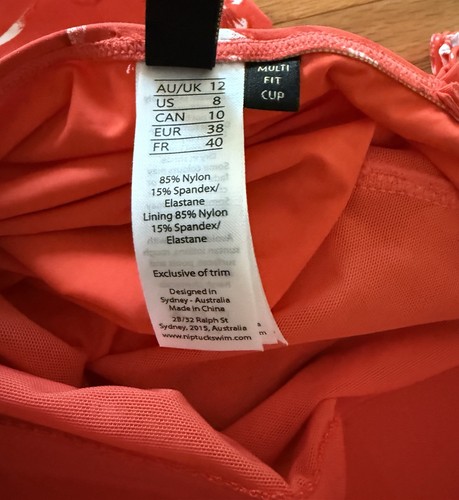 AU/UK 12
US 8
CAN 10
EUR 38
FR 40
85% Nylon
15% Spandex/
Elastane
Lining 85% Nylon
15% Spandex/
Elastane
Exclusive of trim
Designed in
Sydney - Australia
Made in China
28/32 Ralph St
Sydney, 2015, Australia
www.niptuckswim.com
MULTI
FIT
CUP